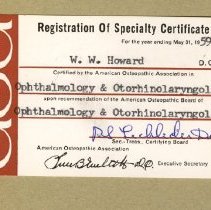 aoa
Registration Of Specialty Certificate
For the year ending May 31, 1959
W. W. Howard D.O
Certified by the American Osteopathic Association in
Ophthalmology & Otorhinolaryngol
upon recommendation of the American Osteopathic Board of
Ophthalmology & Otorhinolaryngol
Sec.-Treas., Certifying Board
American Osteopathic Association
Executive Secretary